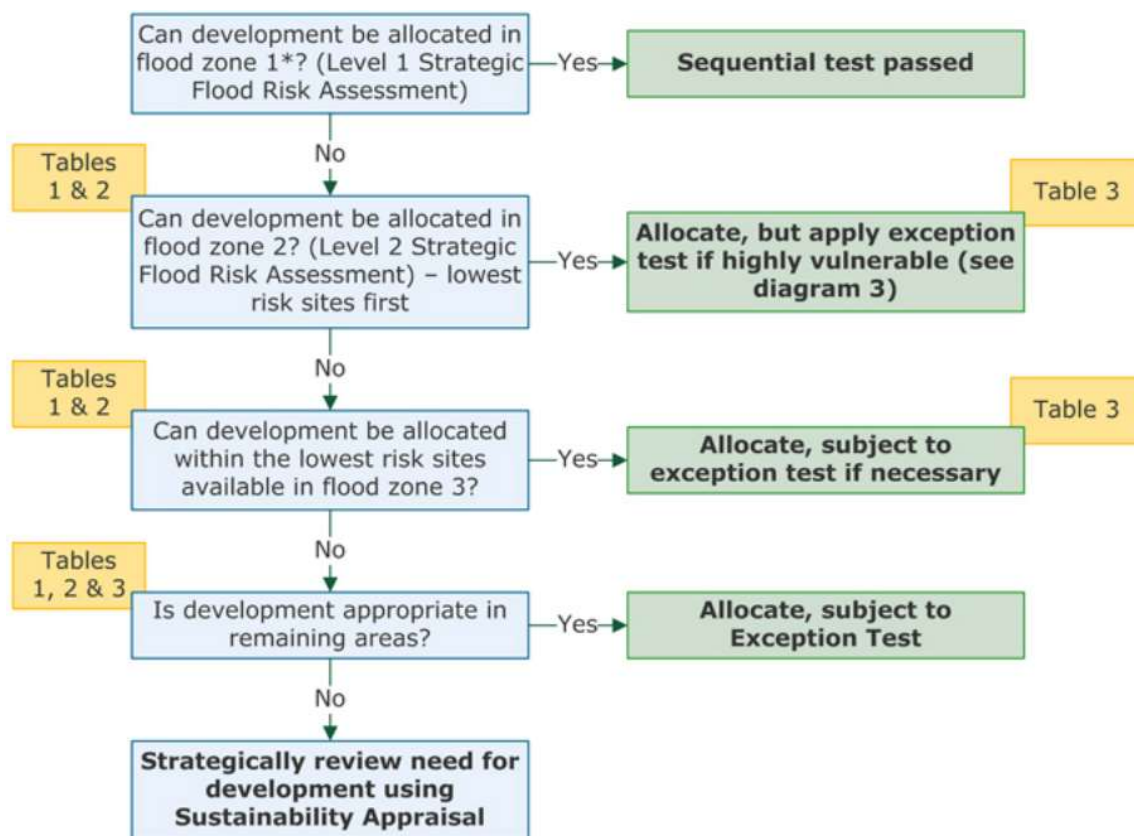 Can development be allocated in
flood zone 1*? (Level 1 Strategic
Flood Risk Assessment)
Yes
Sequential test passed
No
Tables
1 & 2
Can development be allocated in
flood zone 2? (Level 2 Strategic
Flood Risk Assessment) – lowest
risk sites first
Yes
Table 3
Allocate, but apply exception
test if highly vulnerable (see
diagram 3)
No
Tables
1 & 2
Can development be allocated
within the lowest risk sites
available in flood zone 3?
Yes
Table 3
Allocate, subject to
exception test if necessary
No
Tables
1, 2 & 3
Is development appropriate in
remaining areas?
Yes
Allocate, subject to
Exception Test
No
Strategically review need for
development using
Sustainability Appraisal